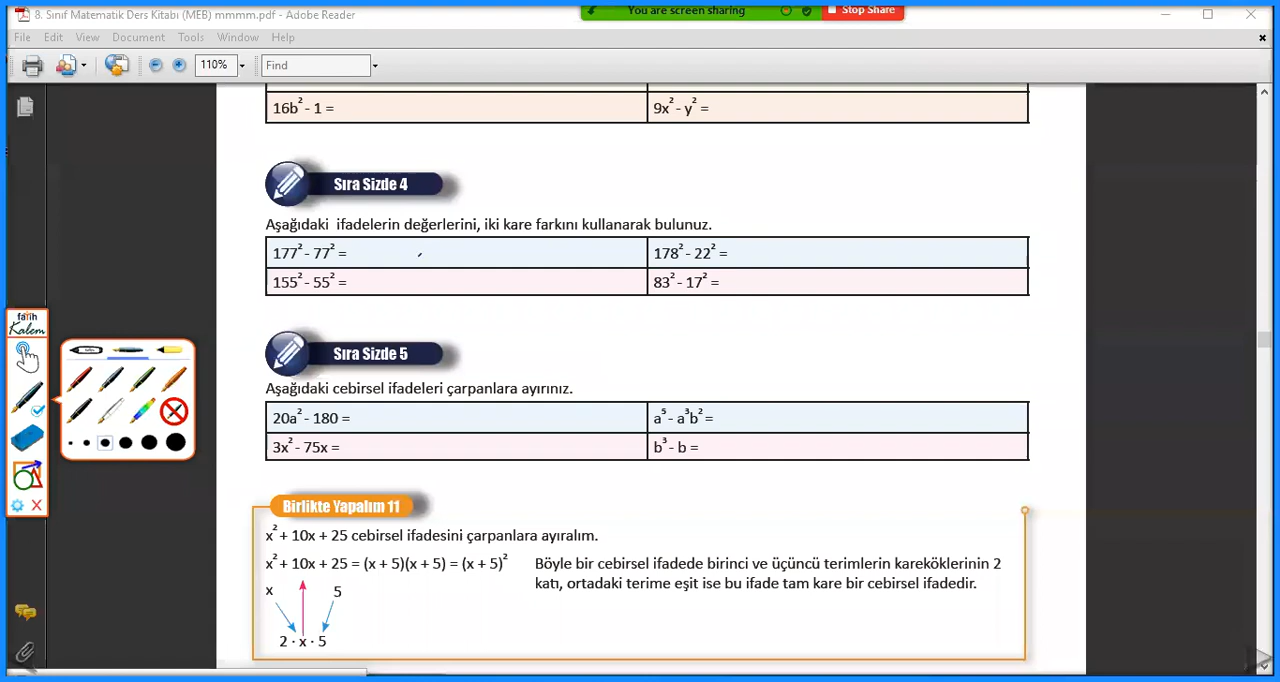 8. Sınıf Matematik Ders Kitabı (MEB) mmmm.pdf - Adobe Reader
You are screen sharing
Stop Share
File Edit View Document Tools Window Help
110%
Find
16b² - 1 =
9x² - y² =
Sıra Sizde 4
Aşağıdaki ifadelerin değerlerini, iki kare farkını kullanarak bulunuz.
177² - 77² =
178² - 22² =
155² - 55² =
83² - 17² =
Sıra Sizde 5
Aşağıdaki cebirsel ifadeleri çarpanlara ayırınız.
20a² - 180 =
a⁵ - a³b² =
3x² - 75x =
b³ - b =
fatih
Kalem
Birlikte Yapalım 11
x² + 10x + 25 cebirsel ifadesini çarpanlara ayıralım.
x² + 10x + 25 = (x + 5)(x + 5) = (x + 5)²
x 5
2 · x · 5
Böyle bir cebirsel ifadede birinci ve üçüncü terimlerin kareköklerinin 2
katı, ortadaki terime eşit ise bu ifade tam kare bir cebirsel ifadedir.